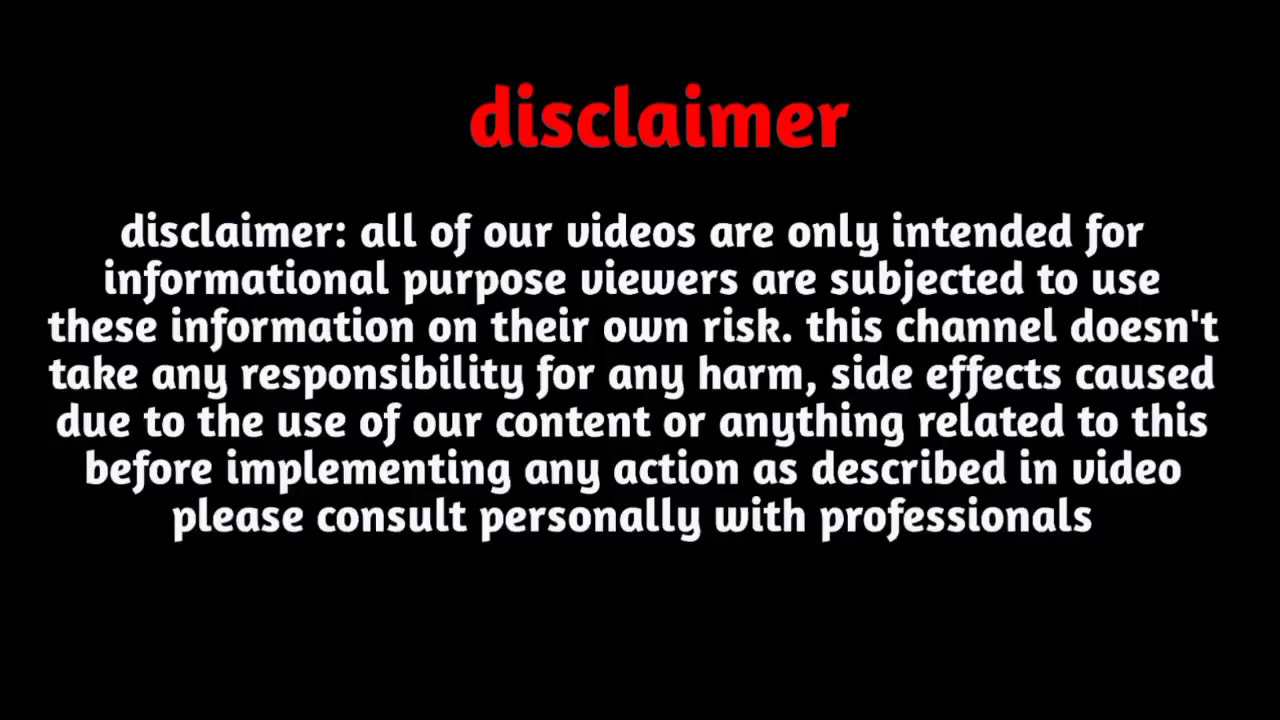 disclaimer
disclaimer: all of our videos are only intended for
informational purpose viewers are subjected to use
these information on their own risk. this channel doesn't
take any responsibility for any harm, side effects caused
due to the use of our content or anything related to this
before implementing any action as described in video
please consult personally with professionals